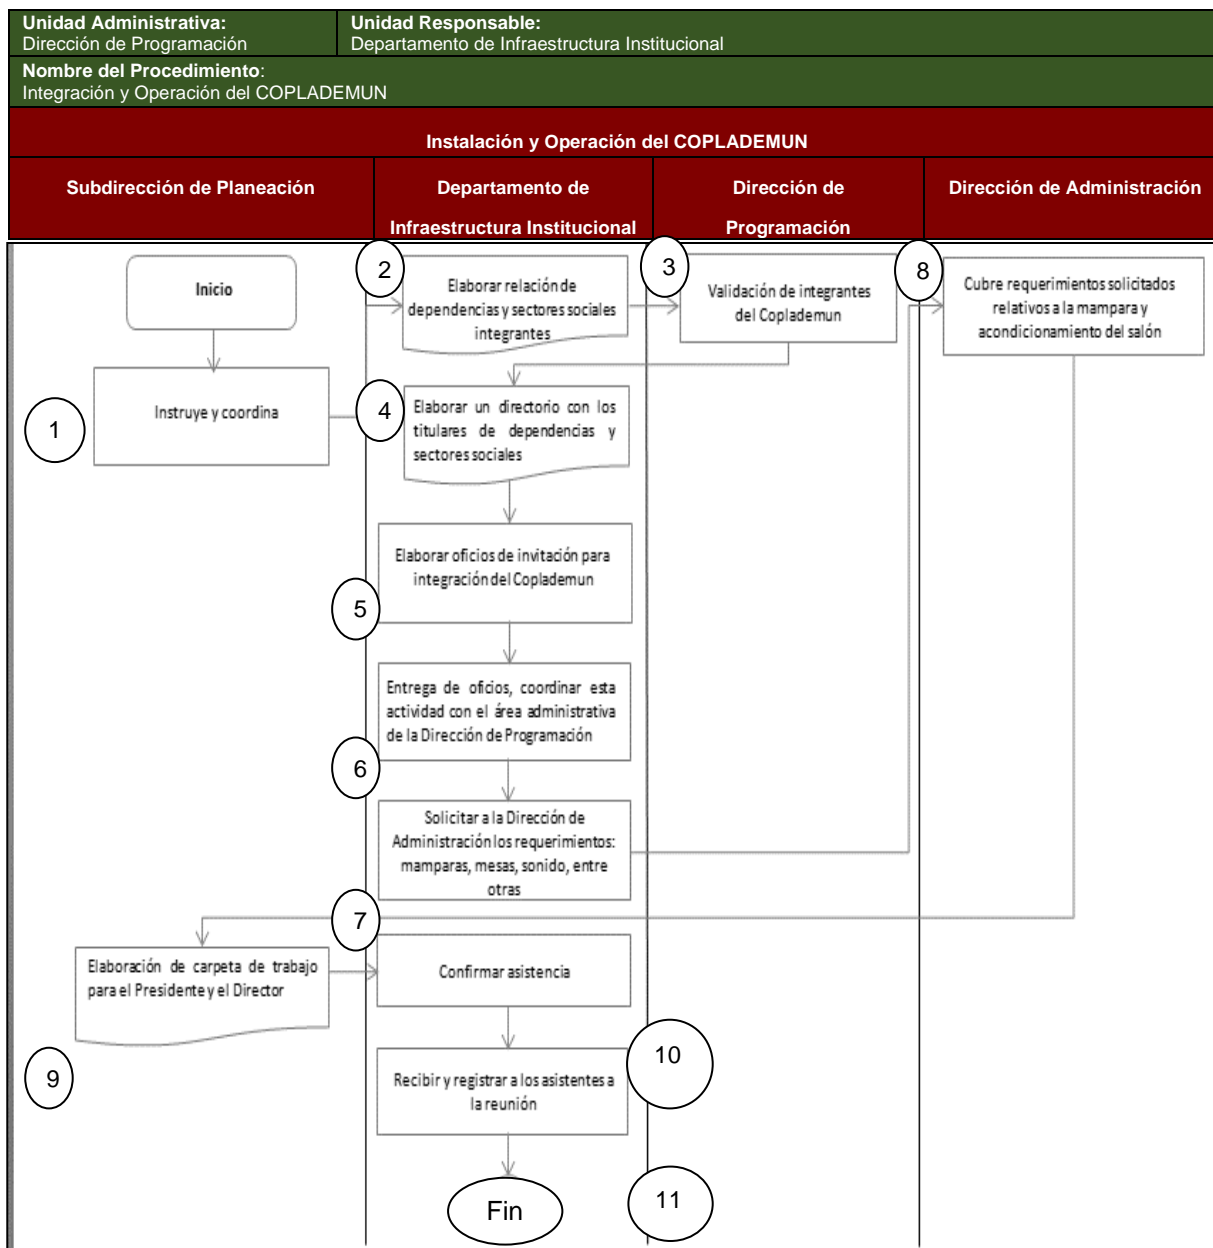 Unidad Administrativa:
Dirección de Programación
Unidad Responsable:
Departamento de Infraestructura Institucional
Nombre del Procedimiento:
Integración y Operación del COPLADEMUN
Instalación y Operación del COPLADEMUN
Subdirección de Planeación
Departamento de
Infraestructura Institucional
Dirección de
Programación
Dirección de Administración
Inicio
1
Instruye y coordina
2
Elaborar relación de
dependencias y sectores sociales
integrantes
3
Validación de integrantes
del Coplademun
4
Elaborar un directorio con los
titulares de dependencias y
sectores sociales
Elaborar oficios de invitación para
integración del Coplademun
5
Entrega de oficios, coordinar esta
actividad con el área administrativa
de la Dirección de Programación
6
Solicitar a la Dirección de
Administración los requerimientos:
mamparas, mesas, sonido, entre
otras
7
8
Cubre requerimientos solicitados
relativos a la mampara y
acondicionamiento del salón
Elaboración de carpeta de trabajo
para el Presidente y el Director
9
Confirmar asistencia
10
Recibir y registrar a los asistentes a
la reunión
11
Fin